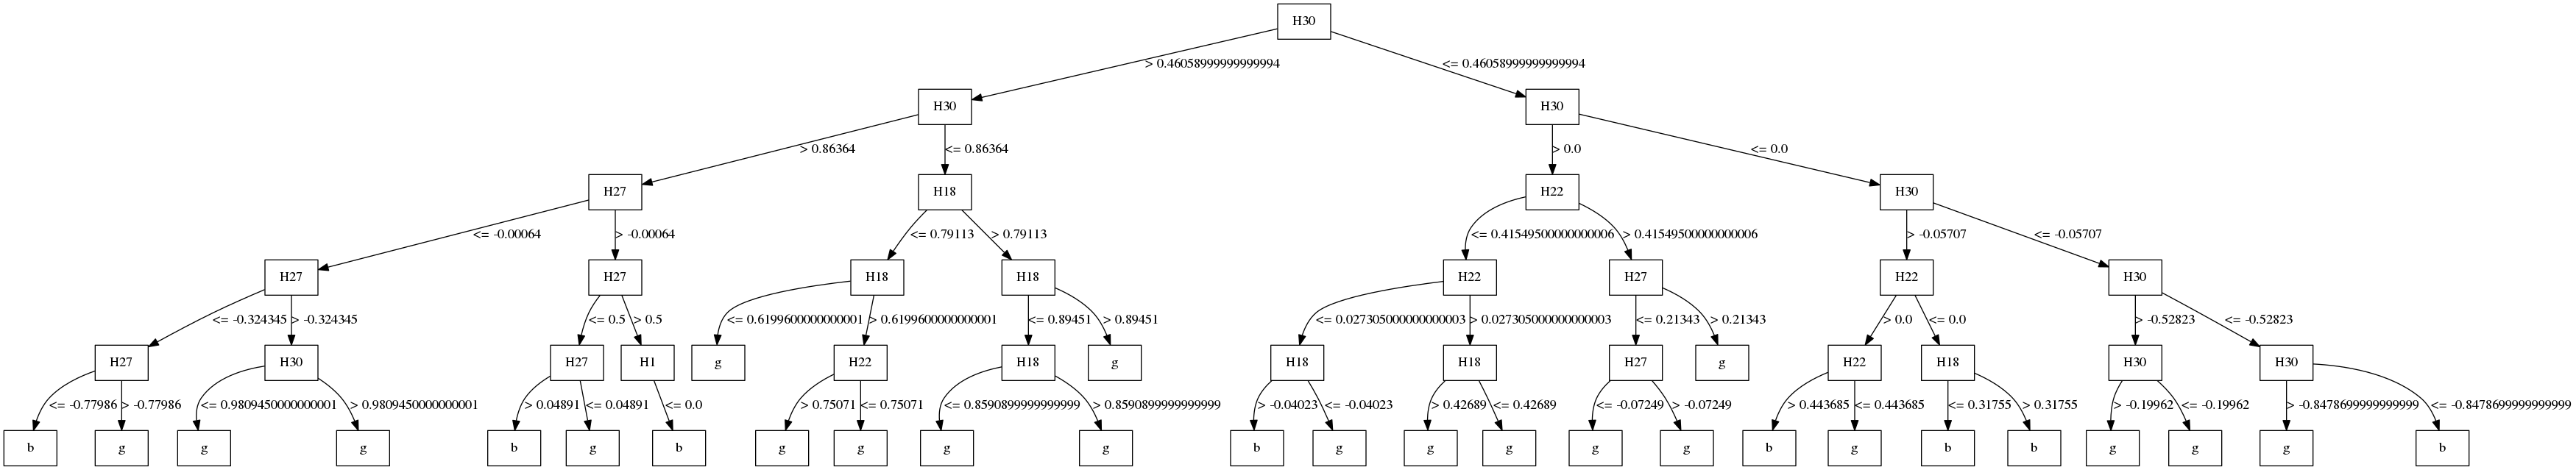 H30
> 0.4605899999999994 <= 0.46058999999999994
H30 H30
> 0.86364 <= 0.86364 > 0.0 <= 0.0
H27 H18 H22 H30
<= -0.00064 > -0.00064 <= 0.79113 > 0.79113 <= 0.41549500000000006 > 0.41549500000000006 > -0.05707 <= -0.05707
H27 H27 H18 H18 H22 H27 H22 H30
<= -0.324345 > -0.324345 <= 0.5 > 0.5 <= 0.6199600000000001 > 0.6199600000000001 <= 0.89451 > 0.89451 <= 0.027305000000000003 > 0.027305000000000003 <= 0.21343 > 0.21343 > 0.0 <= 0.0 > -0.52823 <= -0.52823
H27 H30 H27 H1 g H22 H18 g H18 H18 H27 g H22 H18 H30 H30
<= -0.77986 > -0.77986 <= 0.9809450000000001 > 0.9809450000000001 > 0.04891 <= 0.04891 <= 0.0 > 0.75071 <= 0.75071 <= 0.8590899999999999 > 0.8590899999999999 > -0.04023 <= -0.04023 > 0.42689 <= 0.42689 <= -0.07249 > -0.07249 > 0.443685 <= 0.443685 <= 0.31755 > 0.31755 > -0.19962 <= -0.19962 > -0.8478699999999999 <= -0.8478699999999999
b g g g b g b g g g g b g g g g g b g b b g g g b